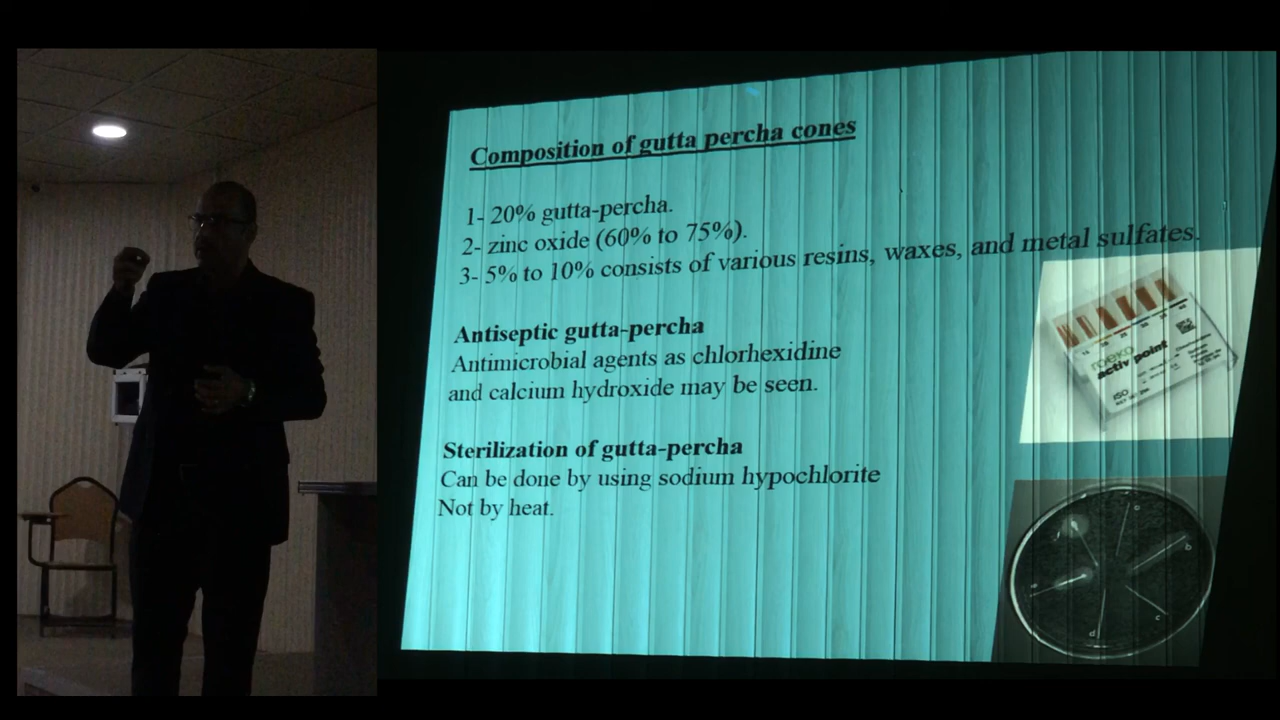 Composition of gutta percha cones
1- 20% gutta-percha.
2- zinc oxide (60% to 75%).
3- 5% to 10% consists of various resins, waxes, and metal sulfates.
Antiseptic gutta-percha
Antimicrobial agents as chlorhexidine
and calcium hydroxide may be seen.
Sterilization of gutta-percha
Can be done by using sodium hypochlorite
Not by heat.
roeko
activ point
ISO
a
b
c
d